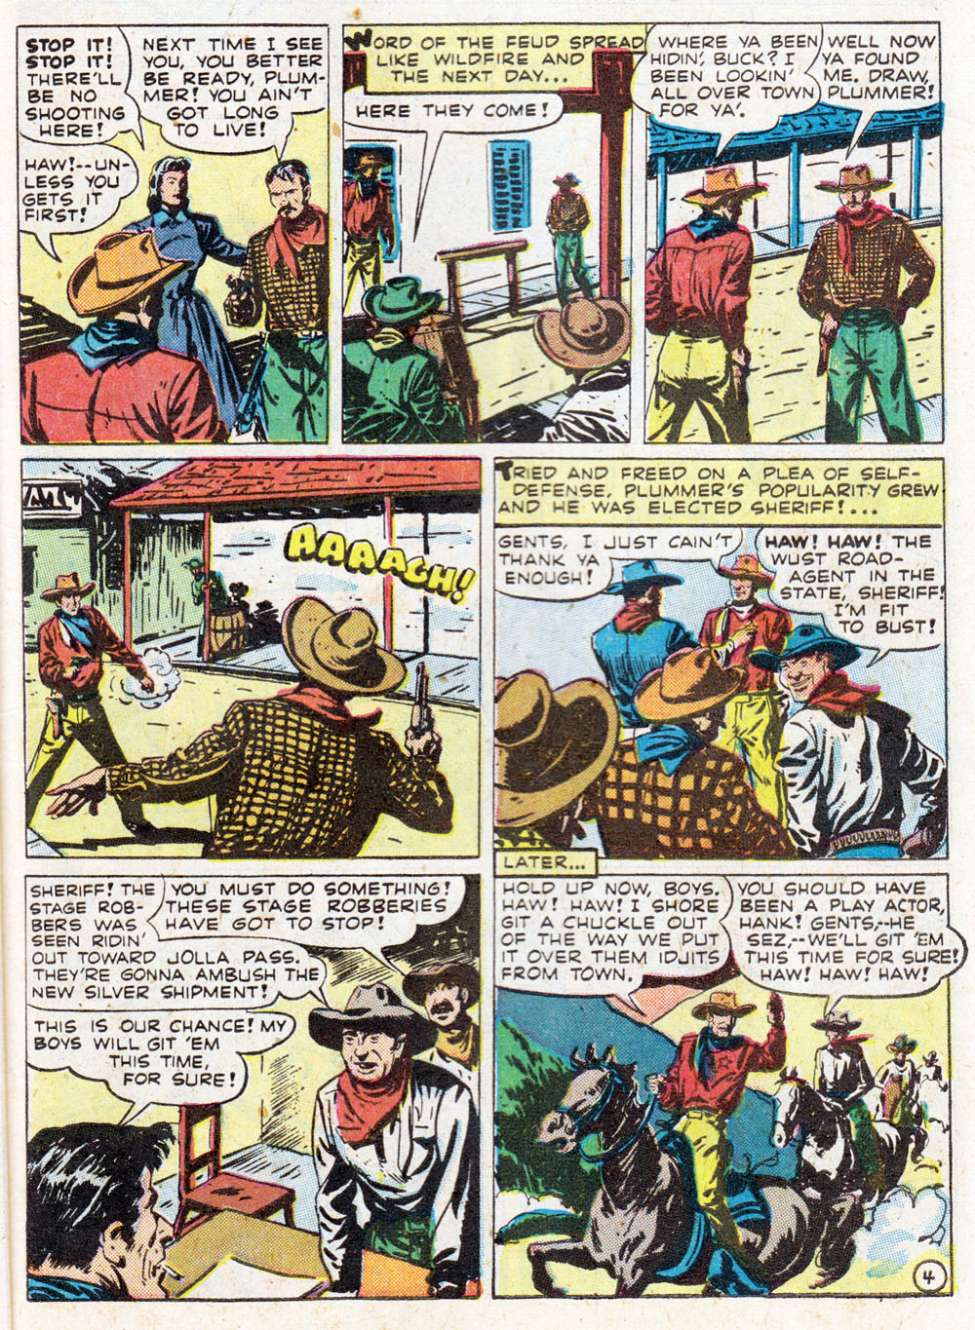 STOP IT!
STOP IT!
THERE'LL
BE NO
SHOOTING
HERE!
NEXT TIME I SEE
YOU, YOU BETTER
BE READY, PLUM-
MER! YOU AIN'T
GOT LONG
TO LIVE!
HAW!--UN-
LESS YOU
GETS IT
FIRST!
WORD OF THE FEUD SPREAD
LIKE WILDFIRE AND
THE NEXT DAY...
HERE THEY COME!
WHERE YA BEEN
HIDIN', BUCK? I
BEEN LOOKIN'
ALL OVER TOWN
FOR YA'.
WELL NOW
YA FOUND
ME. DRAW,
PLUMMER!
AAAAGH!
TRIED AND FREED ON A PLEA OF SELF-
DEFENSE, PLUMMER'S POPULARITY GREW
AND HE WAS ELECTED SHERIFF!...
GENTS, I JUST CAIN'T
THANK YA
ENOUGH!
HAW! HAW! THE
WUST ROAD-
AGENT IN THE
STATE, SHERIFF!
I'M FIT
TO BUST!
SHERIFF! THE
STAGE ROB-
BERS WAS
SEEN RIDIN'
OUT TOWARD JOLLA PASS.
THEY'RE GONNA AMBUSH THE
NEW SILVER SHIPMENT!
YOU MUST DO SOMETHING!
THESE STAGE ROBBERIES
HAVE GOT TO STOP!
THIS IS OUR CHANCE! MY
BOYS WILL GIT 'EM
THIS TIME,
FOR SURE!
LATER...
HOLD UP NOW, BOYS.
HAW! HAW! I SHORE
GIT A CHUCKLE OUT
OF THE WAY WE PUT
IT OVER THEM IDJITS
FROM TOWN.
YOU SHOULD HAVE
BEEN A PLAY ACTOR,
HANK! GENTS,--HE
SEZ,--WE'LL GIT 'EM
THIS TIME FOR SURE!
HAW! HAW! HAW!
4